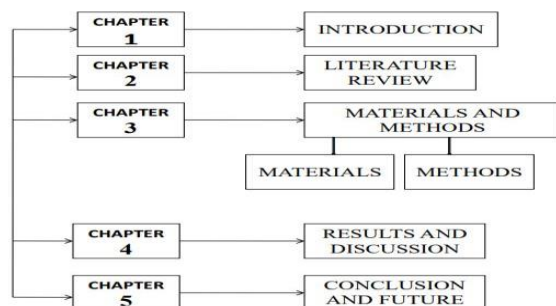 CHAPTER
1
INTRODUCTION
CHAPTER
2
LITERATURE
REVIEW
CHAPTER
3
MATERIALS AND
METHODS
MATERIALS
METHODS
CHAPTER
4
RESULTS AND
DISCUSSION
CHAPTER
5
CONCLUSION
AND FUTURE